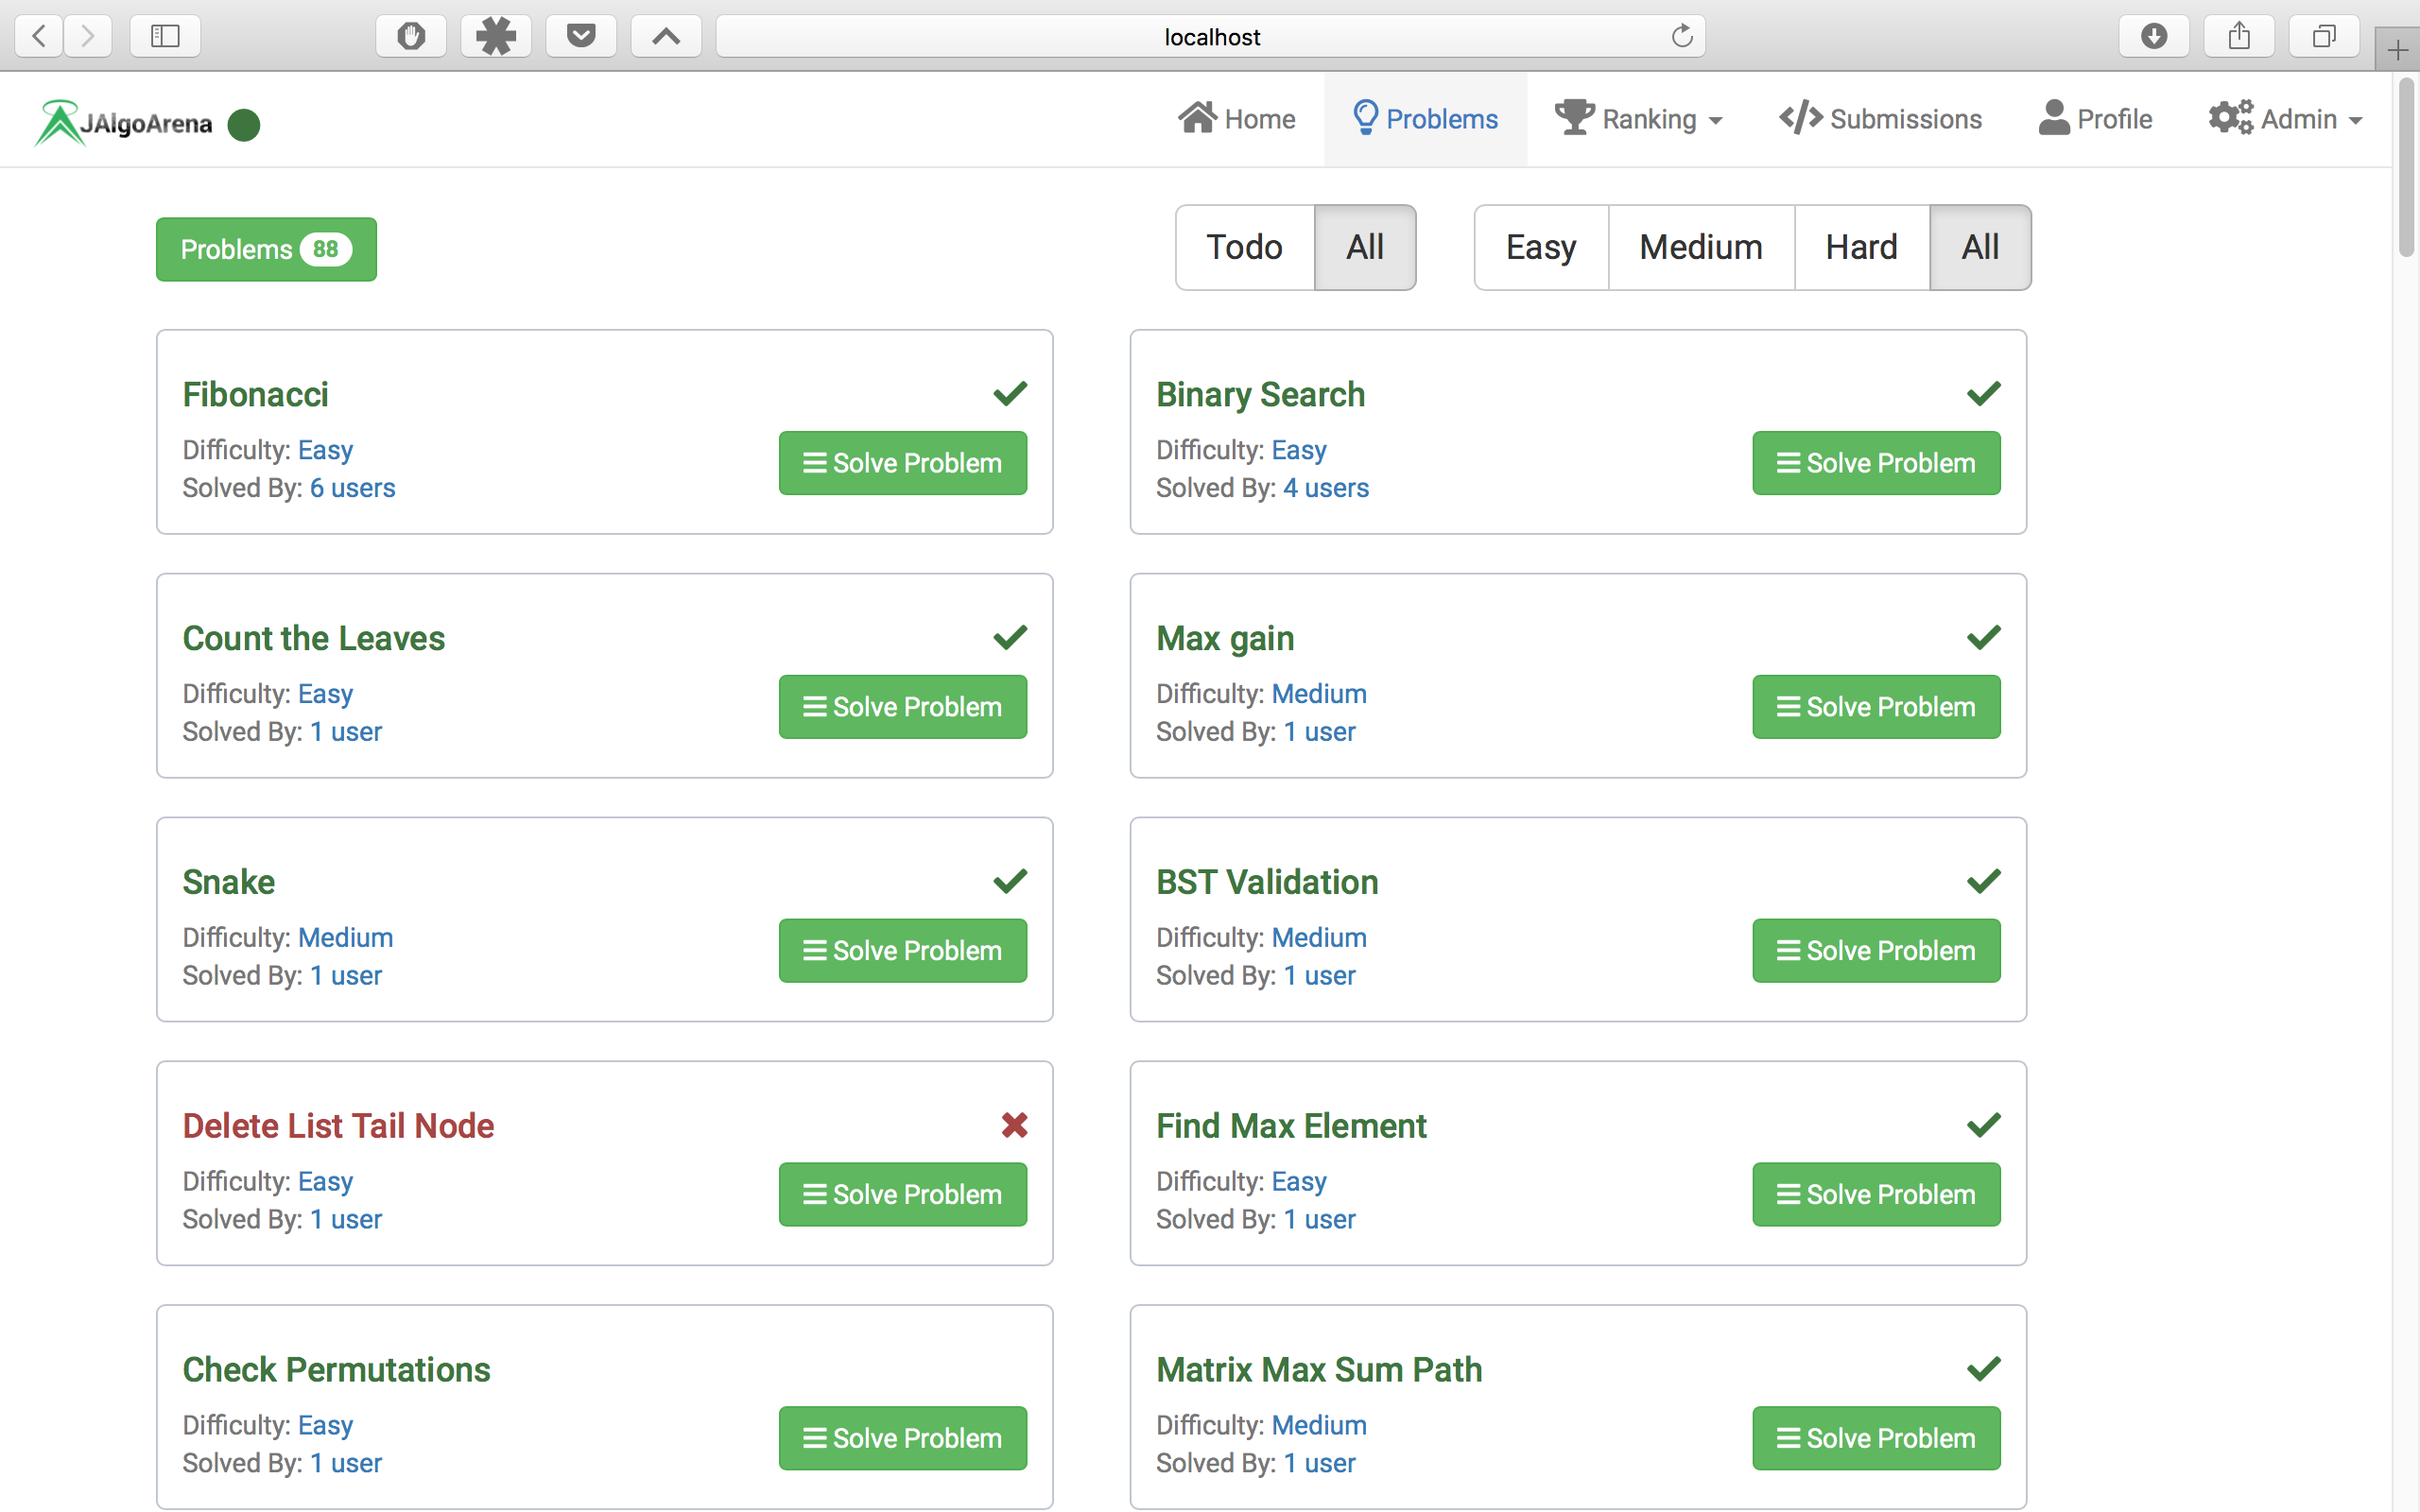 localhost
JAlgoArena Home Problems Ranking Submissions Profile Admin
Problems 88 Todo All Easy Medium Hard All
Fibonacci
Difficulty: Easy
Solved By: 6 users
Solve Problem
Binary Search
Difficulty: Easy
Solved By: 4 users
Solve Problem
Count the Leaves
Difficulty: Easy
Solved By: 1 user
Solve Problem
Max gain
Difficulty: Medium
Solved By: 1 user
Solve Problem
Snake
Difficulty: Medium
Solved By: 1 user
Solve Problem
BST Validation
Difficulty: Medium
Solved By: 1 user
Solve Problem
Delete List Tail Node
Difficulty: Easy
Solved By: 1 user
Solve Problem
Find Max Element
Difficulty: Easy
Solved By: 1 user
Solve Problem
Check Permutations
Difficulty: Easy
Solved By: 1 user
Solve Problem
Matrix Max Sum Path
Difficulty: Medium
Solved By: 1 user
Solve Problem